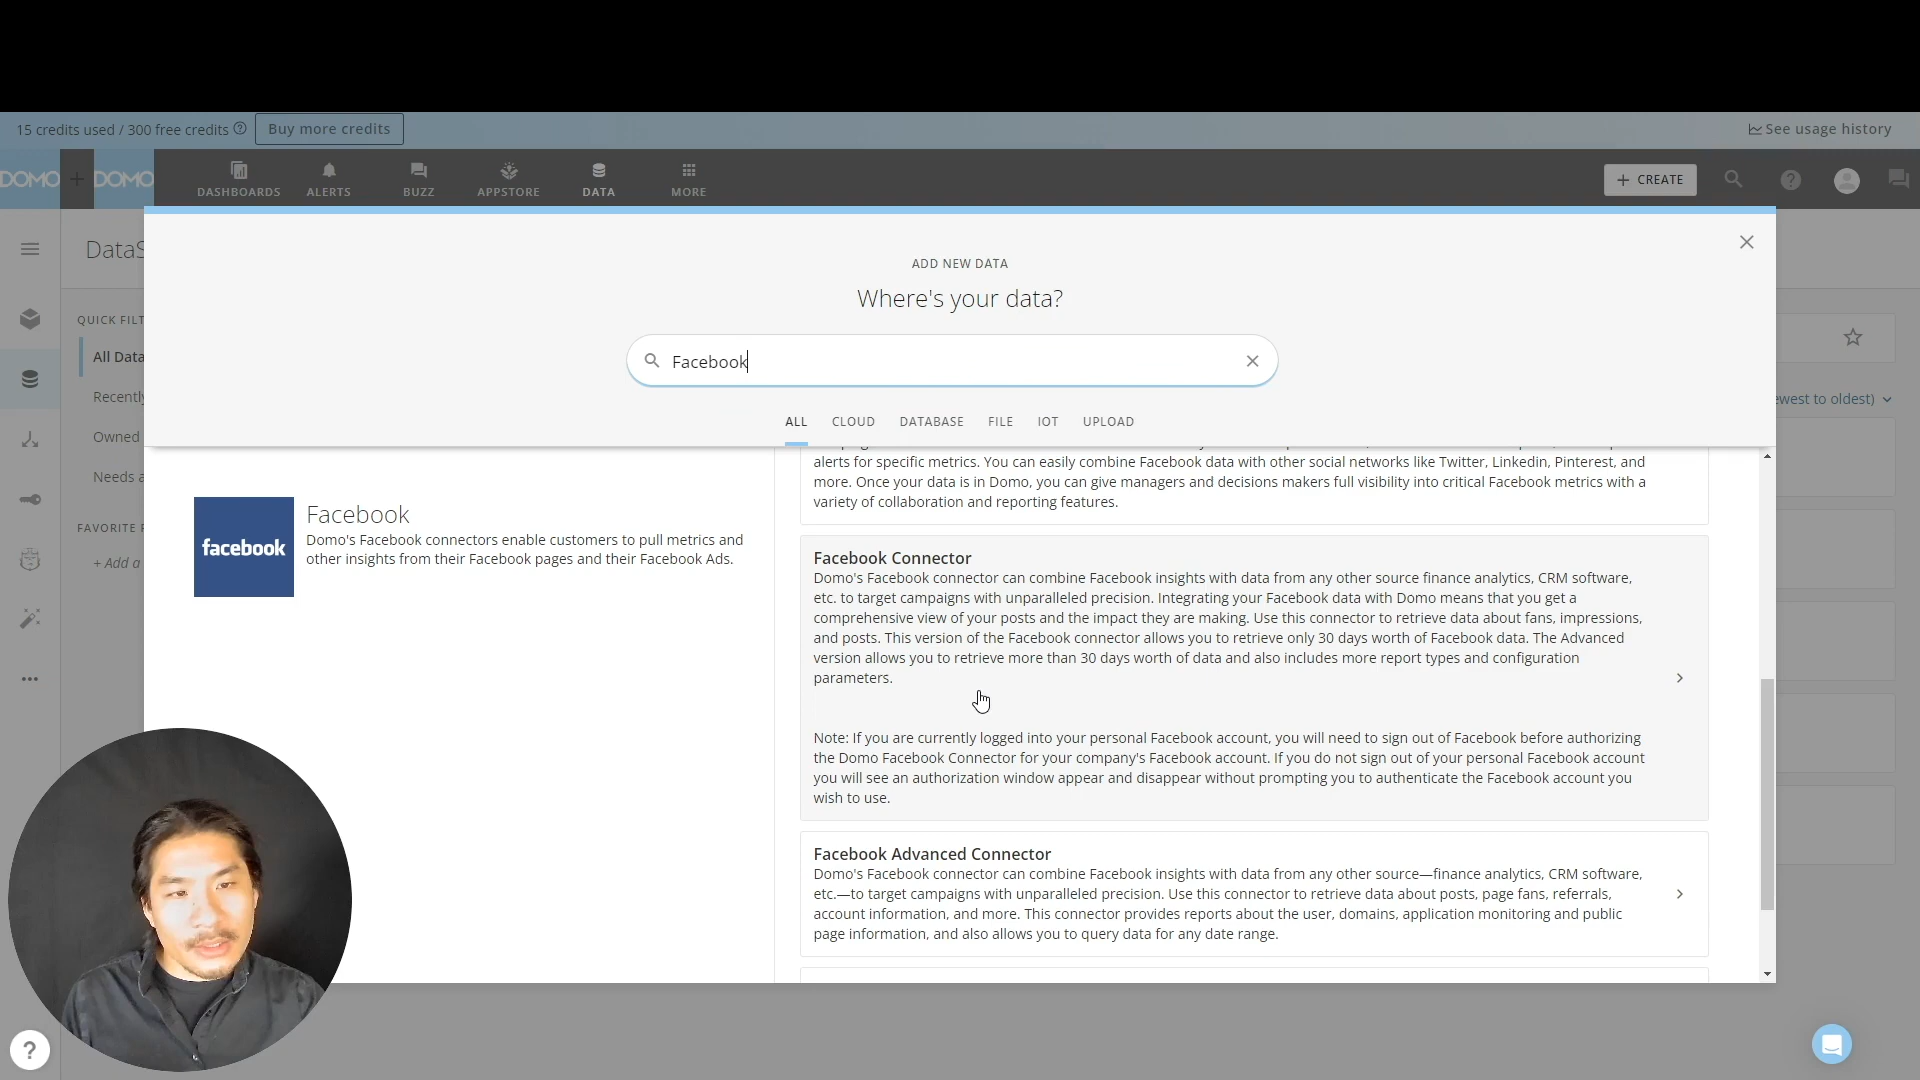 15 credits used / 300 free credits
Buy more credits
See usage history
DOMO + DOMO
DASHBOARDS
ALERTS
BUZZ
APPSTORE
DATA
MORE
+ CREATE
DataS
QUICK FILT
All Data
Recently
Owned
Needs a
FAVORITE F
+ Add a
ewest to oldest)
ADD NEW DATA
Where's your data?
Facebook
ALL
CLOUD
DATABASE
FILE
IOT
UPLOAD
facebook
Facebook
Domo's Facebook connectors enable customers to pull metrics and
other insights from their Facebook pages and their Facebook Ads.
alerts for specific metrics. You can easily combine Facebook data with other social networks like Twitter, Linkedin, Pinterest, and
more. Once your data is in Domo, you can give managers and decisions makers full visibility into critical Facebook metrics with a
variety of collaboration and reporting features.
Facebook Connector
Domo's Facebook connector can combine Facebook insights with data from any other source finance analytics, CRM software,
etc. to target campaigns with unparalleled precision. Integrating your Facebook data with Domo means that you get a
comprehensive view of your posts and the impact they are making. Use this connector to retrieve data about fans, impressions,
and posts. This version of the Facebook connector allows you to retrieve only 30 days worth of Facebook data. The Advanced
version allows you to retrieve more than 30 days worth of data and also includes more report types and configuration
parameters.
Note: If you are currently logged into your personal Facebook account, you will need to sign out of Facebook before authorizing
the Domo Facebook Connector for your company's Facebook account. If you do not sign out of your personal Facebook account
you will see an authorization window appear and disappear without prompting you to authenticate the Facebook account you
wish to use.
Facebook Advanced Connector
Domo's Facebook connector can combine Facebook insights with data from any other source—finance analytics, CRM software,
etc.—to target campaigns with unparalleled precision. Use this connector to retrieve data about posts, page fans, referrals,
account information, and more. This connector provides reports about the user, domains, application monitoring and public
page information, and also allows you to query data for any date range.
?